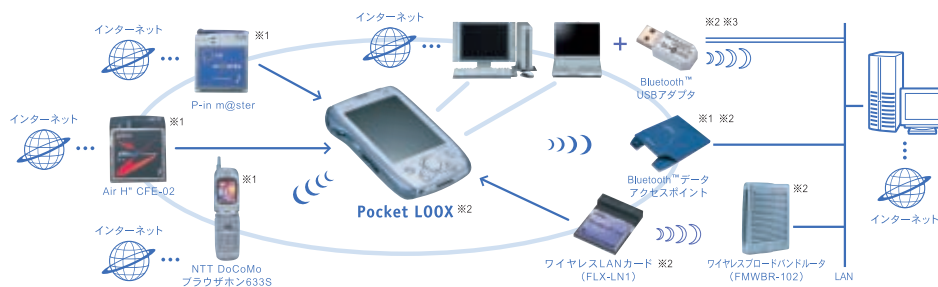 インターネット
※1
P-in m@ster
インターネット
※2 ※3
Bluetooth™
USBアダプタ
インターネット
※1
Air H" CFE-02
※1 ※2
Bluetooth™データ
アクセスポイント
Pocket LOOX ※2
※1
インターネット
NTT DoCoMo
ブラウザホン633S
ワイヤレスLANカード ※2
(FLX-LN1)
※2
ワイヤレスブロードバンドルータ
(FMWBR-102)
LAN
インターネット